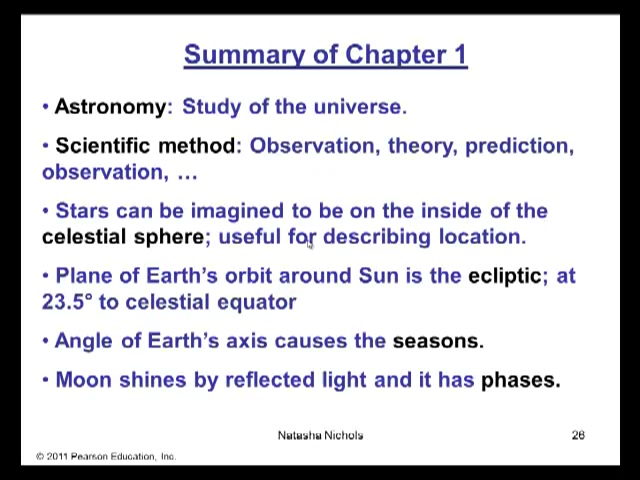 Summary of Chapter 1
• Astronomy: Study of the universe.
• Scientific method: Observation, theory, prediction,
observation, …
• Stars can be imagined to be on the inside of the
celestial sphere; useful for describing location.
• Plane of Earth's orbit around Sun is the ecliptic; at
23.5° to celestial equator
• Angle of Earth's axis causes the seasons.
• Moon shines by reflected light and it has phases.
Natasha Nichols 26
© 2011 Pearson Education, Inc.